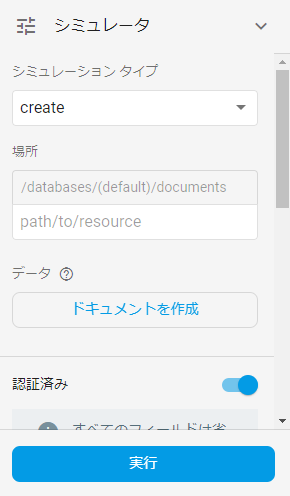 シミュレータ
シミュレーション タイプ
create
場所
/databases/(default)/documents
path/to/resource
データ
ドキュメントを作成
認証済み
すべてのフィールドは省
実行